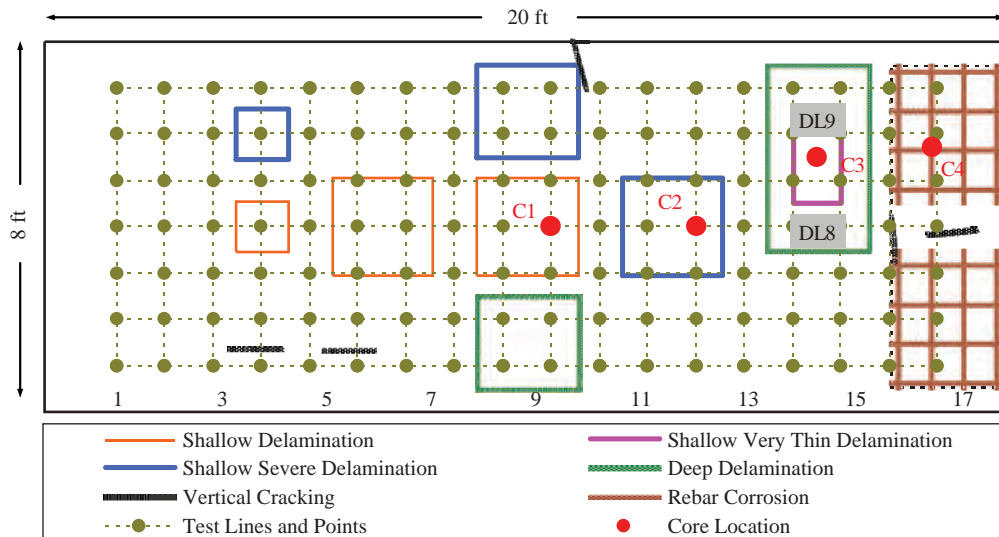 20 ft
8 ft
DL9
C3
C4
C1
C2
DL8
1 3 5 7 9 11 13 15 17
Shallow Delamination
Shallow Very Thin Delamination
Shallow Severe Delamination
Deep Delamination
Vertical Cracking
Rebar Corrosion
Test Lines and Points
Core Location